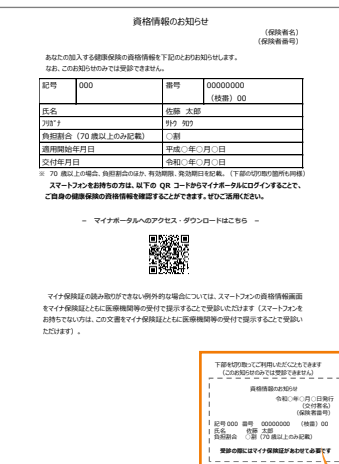 資格情報のお知らせ
(保険者名)
(保険者番号)
あなたの加入する健康保険の資格情報を下記のとおりお知らせします。
なお、このお知らせのみでは受診できません。
記号 000 番号 00000000
(枝番) 00
氏名 佐藤 太郎
フリガナ サトウ タロウ
負担割合(70 歳以上のみ記載) ○割
適用開始年月日 平成○年○月○日
交付年月日 令和○年○月○日
※ 70 歳以上の場合、負担割合のほか、有効期限、発効期日を記載。(下部の切り取り箇所も同様)
スマートフォンをお持ちの方は、以下の QR コードからマイナポータルにログインすることで、
ご自身の健康保険の資格情報を確認することができます。ぜひご活用ください。
− マイナポータルへのアクセス・ダウンロードはこちら −
マイナ保険証の読み取りができない例外的な場合については、スマートフォンの資格情報画面
をマイナ保険証とともに医療機関等の受付で提示することで受診いただけます(スマートフォンを
お持ちでない方は、この文書をマイナ保険証とともに医療機関等の受付で提示することで受診い
ただけます)。
下部を切り取ってご利用いただくこともできます
(このお知らせのみでは受診できません)
資格情報のお知らせ
令和○年○月○日発行
(交付者名)
(保険者番号)
記号 000 番号 00000000 (枝番) 00
氏名 佐藤 太郎
負担割合 ○割(70 歳以上のみ記載)
受診の際にはマイナ保険証があわせて必要です